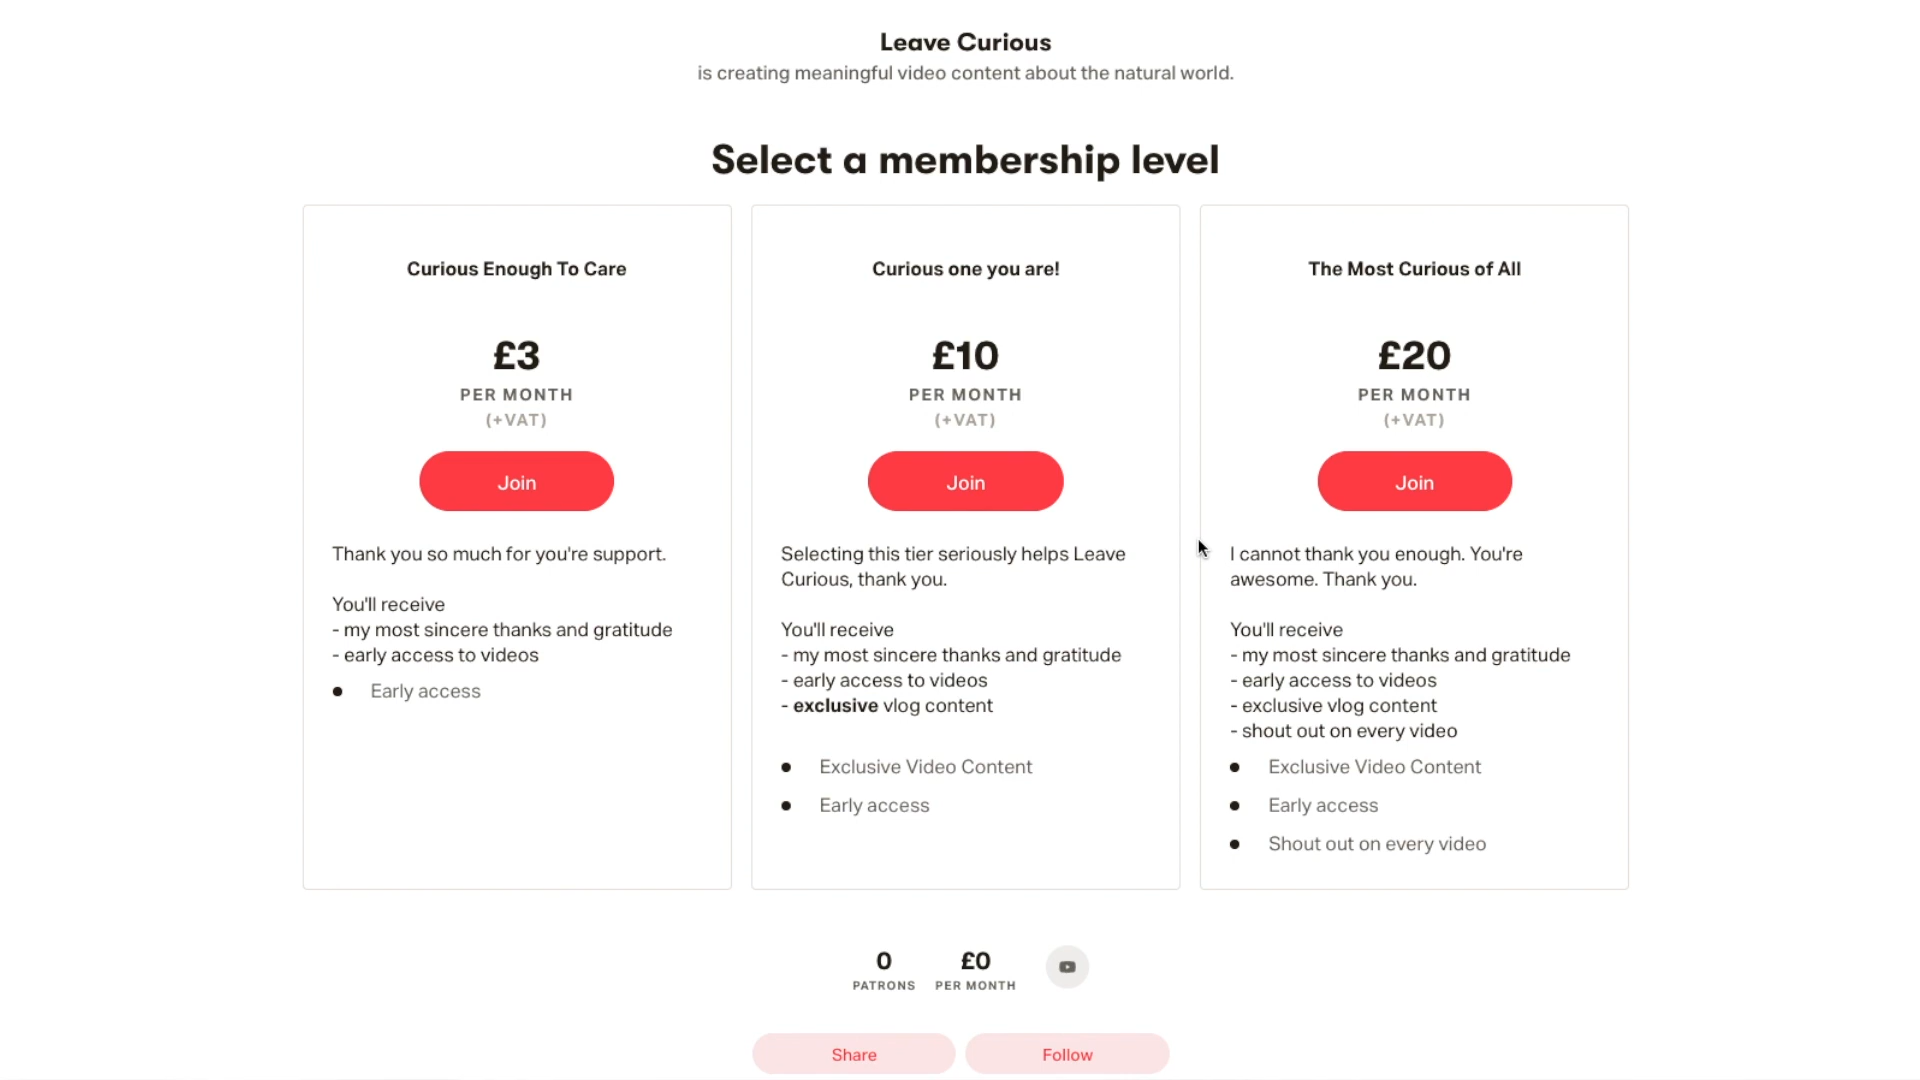 Leave Curious
is creating meaningful video content about the natural world.
Select a membership level
Curious Enough To Care
£3
PER MONTH
(+VAT)
Join
Thank you so much for you're support.
You'll receive
- my most sincere thanks and gratitude
- early access to videos
Early access
Curious one you are!
£10
PER MONTH
(+VAT)
Join
Selecting this tier seriously helps Leave
Curious, thank you.
You'll receive
- my most sincere thanks and gratitude
- early access to videos
- exclusive vlog content
Exclusive Video Content
Early access
The Most Curious of All
£20
PER MONTH
(+VAT)
Join
I cannot thank you enough. You're
awesome. Thank you.
You'll receive
- my most sincere thanks and gratitude
- early access to videos
- exclusive vlog content
- shout out on every video
Exclusive Video Content
Early access
Shout out on every video
0
PATRONS
£0
PER MONTH
Share
Follow